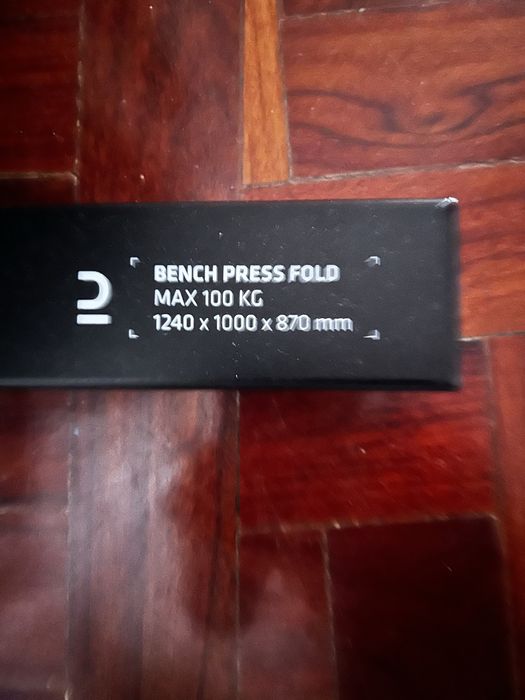 BENCH PRESS FOLD
MAX 100 KG
1240 x 1000 x 870 mm